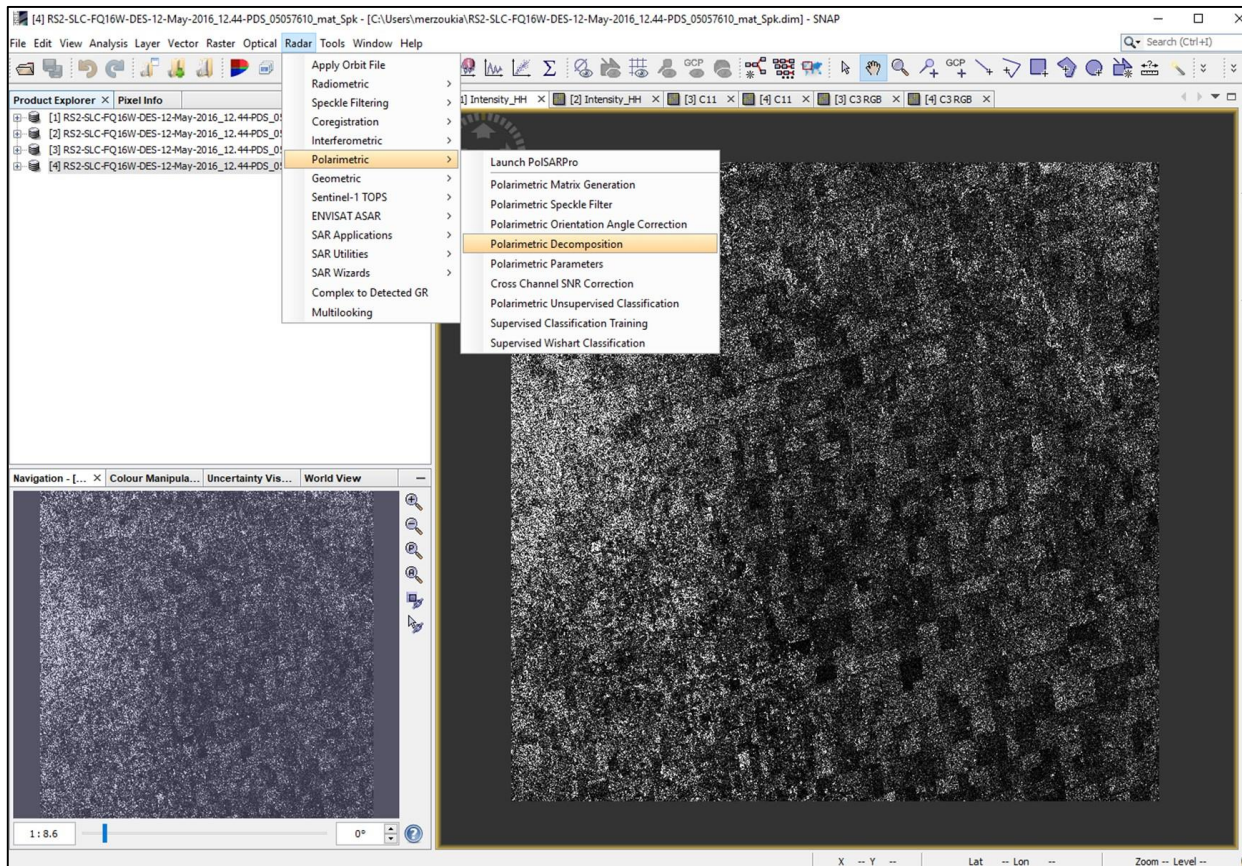 [4] RS2-SLC-FQ16W-DES-12-May-2016_12.44-PDS_05057610_mat_Spk - [C:\Users\merzoukia\RS2-SLC-FQ16W-DES-12-May-2016_12.44-PDS_05057610_mat_Spk.dim] - SNAP
File Edit View Analysis Layer Vector Raster Optical Radar Tools Window Help
Search (Ctrl+I)
GCP GCP
Product Explorer Pixel Info
[1] RS2-SLC-FQ16W-DES-12-May-2016_12.44-PDS_05
[2] RS2-SLC-FQ16W-DES-12-May-2016_12.44-PDS_05
[3] RS2-SLC-FQ16W-DES-12-May-2016_12.44-PDS_05
[4] RS2-SLC-FQ16W-DES-12-May-2016_12.44-PDS_05
Apply Orbit File
Radiometric
Speckle Filtering
Coregistration
Interferometric
Polarimetric
Geometric
Sentinel-1 TOPS
ENVISAT ASAR
SAR Applications
SAR Utilities
SAR Wizards
Complex to Detected GR
Multilooking
1] Intensity_HH [2] Intensity_HH [3] C11 [4] C11 [3] C3 RGB [4] C3 RGB
Launch PolSARPro
Polarimetric Matrix Generation
Polarimetric Speckle Filter
Polarimetric Orientation Angle Correction
Polarimetric Decomposition
Polarimetric Parameters
Cross Channel SNR Correction
Polarimetric Unsupervised Classification
Supervised Classification Training
Supervised Wishart Classification
Navigation - [... Colour Manipula... Uncertainty Vis... World View
1 : 8.6 0°
X -- Y -- Lat -- Lon -- Zoom -- Level --